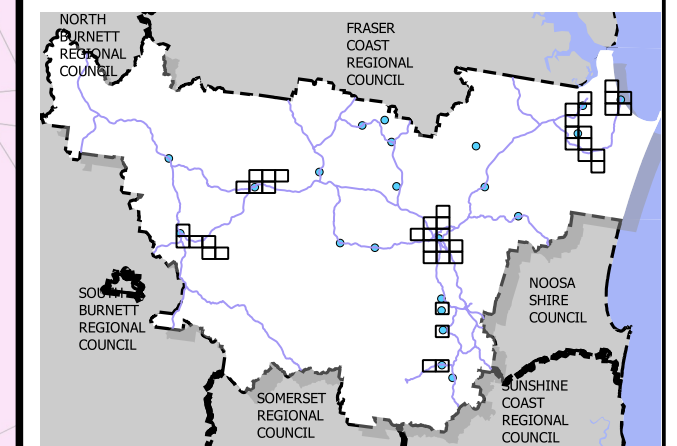 NORTH
BURNETT
REGIONAL
COUNCIL
FRASER
COAST
REGIONAL
COUNCIL
SOUTH
BURNETT
REGIONAL
COUNCIL
NOOSA
SHIRE
COUNCIL
SOMERSET
REGIONAL
COUNCIL
SUNSHINE
COAST
REGIONAL
COUNCIL